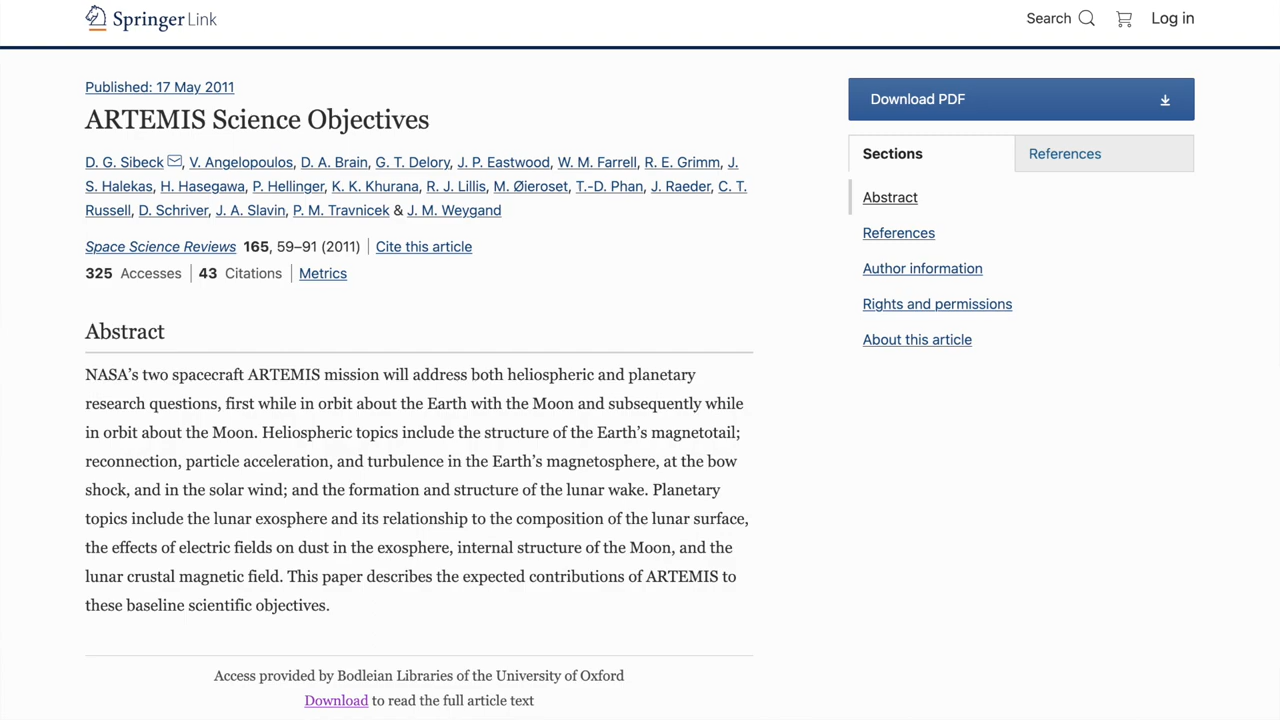 Springer Link
Search
Log in
Published: 17 May 2011
ARTEMIS Science Objectives
D. G. Sibeck, V. Angelopoulos, D. A. Brain, G. T. Delory, J. P. Eastwood, W. M. Farrell, R. E. Grimm, J.
S. Halekas, H. Hasegawa, P. Hellinger, K. K. Khurana, R. J. Lillis, M. Øieroset, T.-D. Phan, J. Raeder, C. T.
Russell, D. Schriver, J. A. Slavin, P. M. Travnicek & J. M. Weygand
Space Science Reviews 165, 59–91 (2011) | Cite this article
325 Accesses | 43 Citations | Metrics
Abstract
NASA's two spacecraft ARTEMIS mission will address both heliospheric and planetary
research questions, first while in orbit about the Earth with the Moon and subsequently while
in orbit about the Moon. Heliospheric topics include the structure of the Earth's magnetotail;
reconnection, particle acceleration, and turbulence in the Earth's magnetosphere, at the bow
shock, and in the solar wind; and the formation and structure of the lunar wake. Planetary
topics include the lunar exosphere and its relationship to the composition of the lunar surface,
the effects of electric fields on dust in the exosphere, internal structure of the Moon, and the
lunar crustal magnetic field. This paper describes the expected contributions of ARTEMIS to
these baseline scientific objectives.
Access provided by Bodleian Libraries of the University of Oxford
Download to read the full article text
Download PDF
Sections
References
Abstract
References
Author information
Rights and permissions
About this article